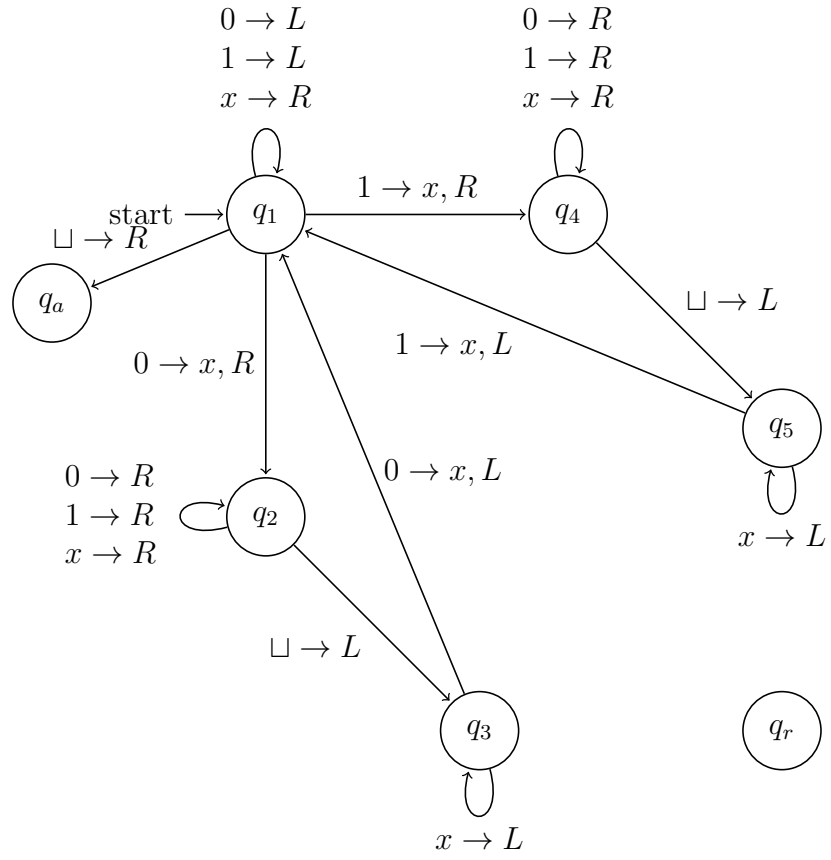 0 → L
1 → L
x → R
0 → R
1 → R
x → R
start
q₁
1 → x, R
q₄
⊔ → R
qₐ
⊔ → L
1 → x, L
0 → x, R
q₅
0 → x, L
0 → R
1 → R
x → R
q₂
x → L
⊔ → L
q₃
qᵣ
x → L